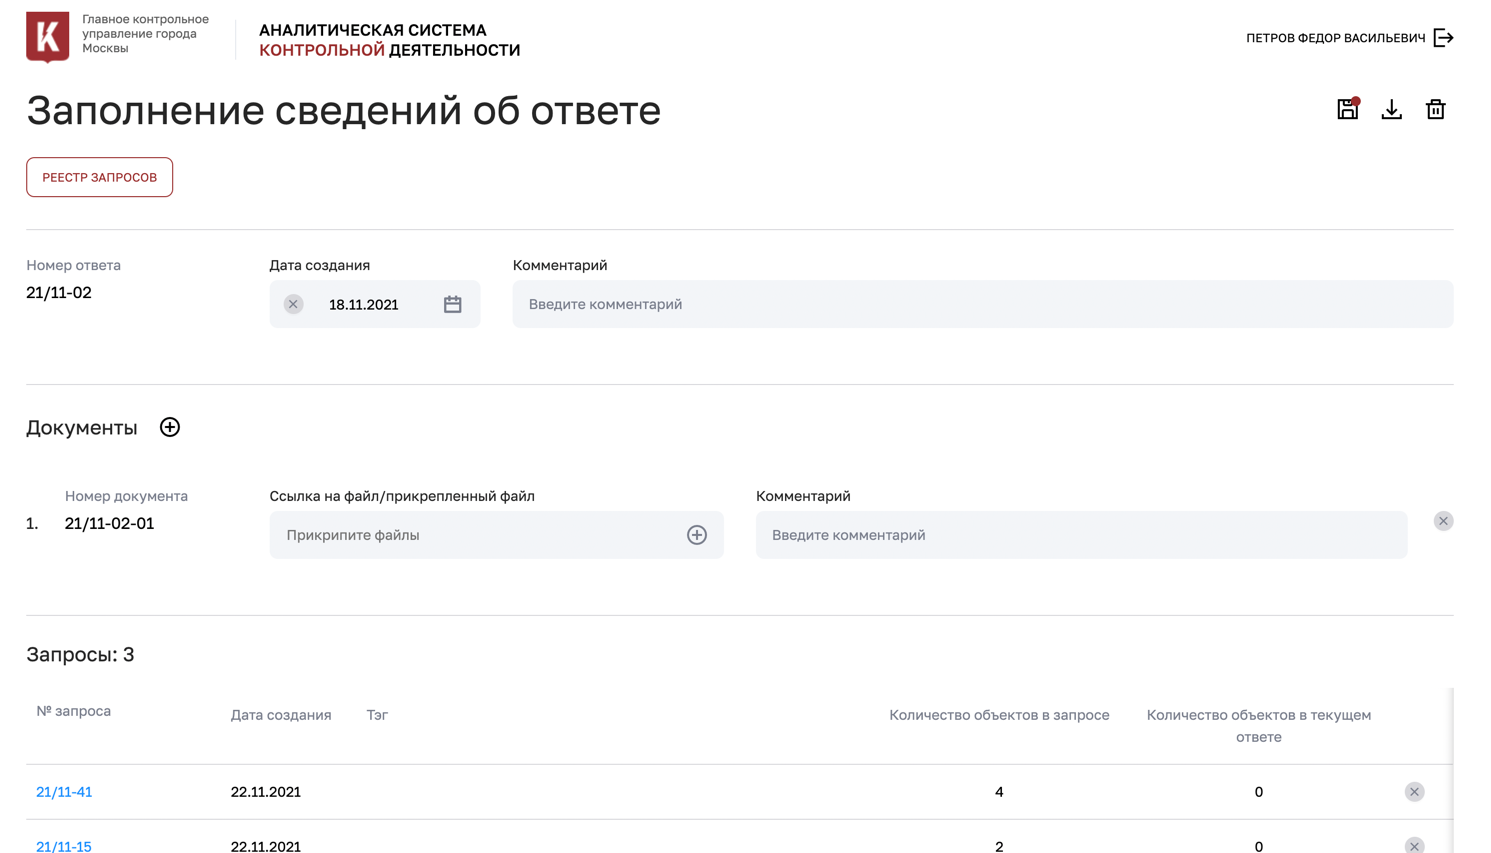 Главное контрольное
управление города
Москвы
АНАЛИТИЧЕСКАЯ СИСТЕМА
КОНТРОЛЬНОЙ ДЕЯТЕЛЬНОСТИ
ПЕТРОВ ФЕДОР ВАСИЛЬЕВИЧ
Заполнение сведений об ответе
РЕЕСТР ЗАПРОСОВ
Номер ответа
21/11-02
Дата создания
18.11.2021
Комментарий
Введите комментарий
Документы
1.
Номер документа
21/11-02-01
Ссылка на файл/прикрепленный файл
Прикрипите файлы
Комментарий
Введите комментарий
Запросы: 3
№ запроса Дата создания Тэг Количество объектов в запросе Количество объектов в текущем
ответе
21/11-41 22.11.2021 4 0
21/11-15 22.11.2021 2 0